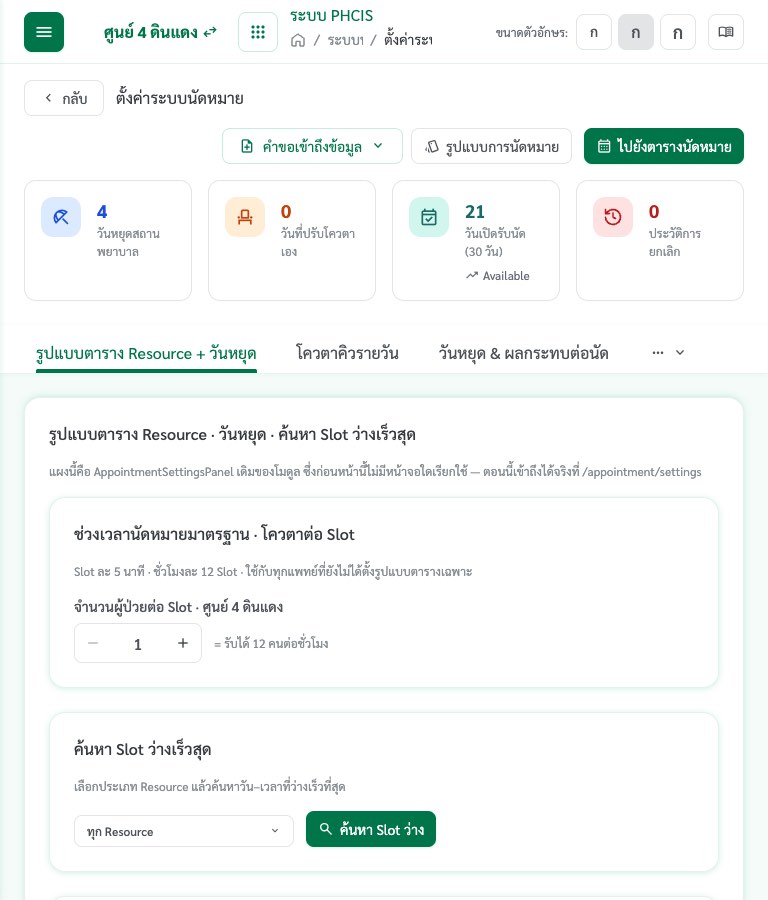 ศูนย์ 4 ดินแดง
ระบบ PHCIS
/ ระบบ / ตั้งค่าระบ
ขนาดตัวอักษร: ก ก ก
กลับ ตั้งค่าระบบนัดหมาย
คำขอเข้าถึงข้อมูล รูปแบบการนัดหมาย ไปยังตารางนัดหมาย
4
วันหยุดสถาน
พยาบาล
0
วันที่ปรับโควตา
เอง
21
วันเปิดรับนัด
(30 วัน)
Available
0
ประวัติการ
ยกเลิก
รูปแบบตาราง Resource + วันหยุด โควตาคิวรายวัน วันหยุด & ผลกระทบต่อนัด ···
รูปแบบตาราง Resource · วันหยุด · ค้นหา Slot ว่างเร็วสุด
แผงนี้คือ AppointmentSettingsPanel เดิมของโมดูล ซึ่งก่อนหน้านี้ไม่มีหน้าจอใดเรียกใช้ — ตอนนี้เข้าถึงได้จริงที่ /appointment/settings
ช่วงเวลานัดหมายมาตรฐาน · โควตาต่อ Slot
Slot ละ 5 นาที · ชั่วโมงละ 12 Slot · ใช้กับทุกแพทย์ที่ยังไม่ได้ตั้งรูปแบบตารางเฉพาะ
จำนวนผู้ป่วยต่อ Slot · ศูนย์ 4 ดินแดง
− 1 + = รับได้ 12 คนต่อชั่วโมง
ค้นหา Slot ว่างเร็วสุด
เลือกประเภท Resource แล้วค้นหาวัน–เวลาที่ว่างเร็วที่สุด
ทุก Resource ค้นหา Slot ว่าง